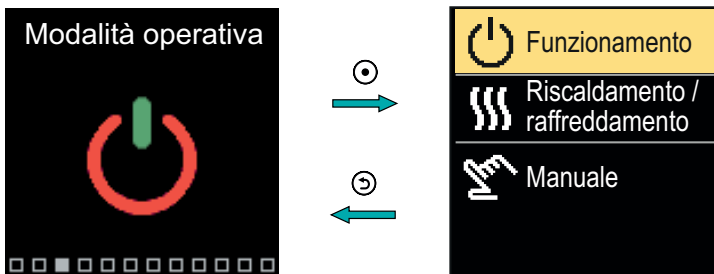 Modalità operativa
Funzionamento
Riscaldamento /
raffreddamento
Manuale